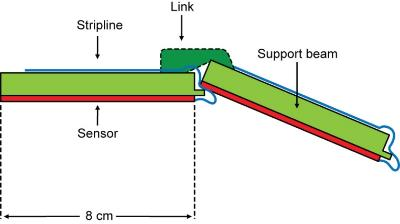 Link
Stripline
Support beam
Sensor
8 cm